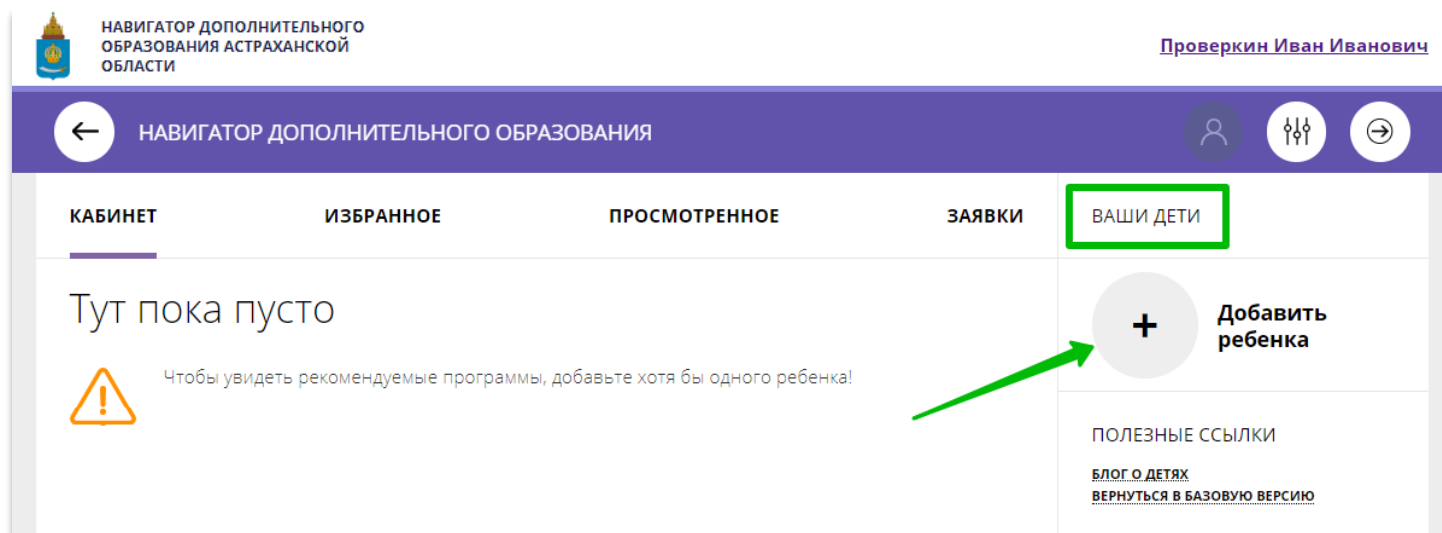 НАВИГАТОР ДОПОЛНИТЕЛЬНОГО
ОБРАЗОВАНИЯ АСТРАХАНСКОЙ
ОБЛАСТИ
Проверкин Иван Иванович
НАВИГАТОР ДОПОЛНИТЕЛЬНОГО ОБРАЗОВАНИЯ
КАБИНЕТ ИЗБРАННОЕ ПРОСМОТРЕННОЕ ЗАЯВКИ
ВАШИ ДЕТИ
Тут пока пусто
Чтобы увидеть рекомендуемые программы, добавьте хотя бы одного ребенка!
Добавить
ребенка
ПОЛЕЗНЫЕ ССЫЛКИ
БЛОГ О ДЕТЯХ
ВЕРНУТЬСЯ В БАЗОВУЮ ВЕРСИЮ